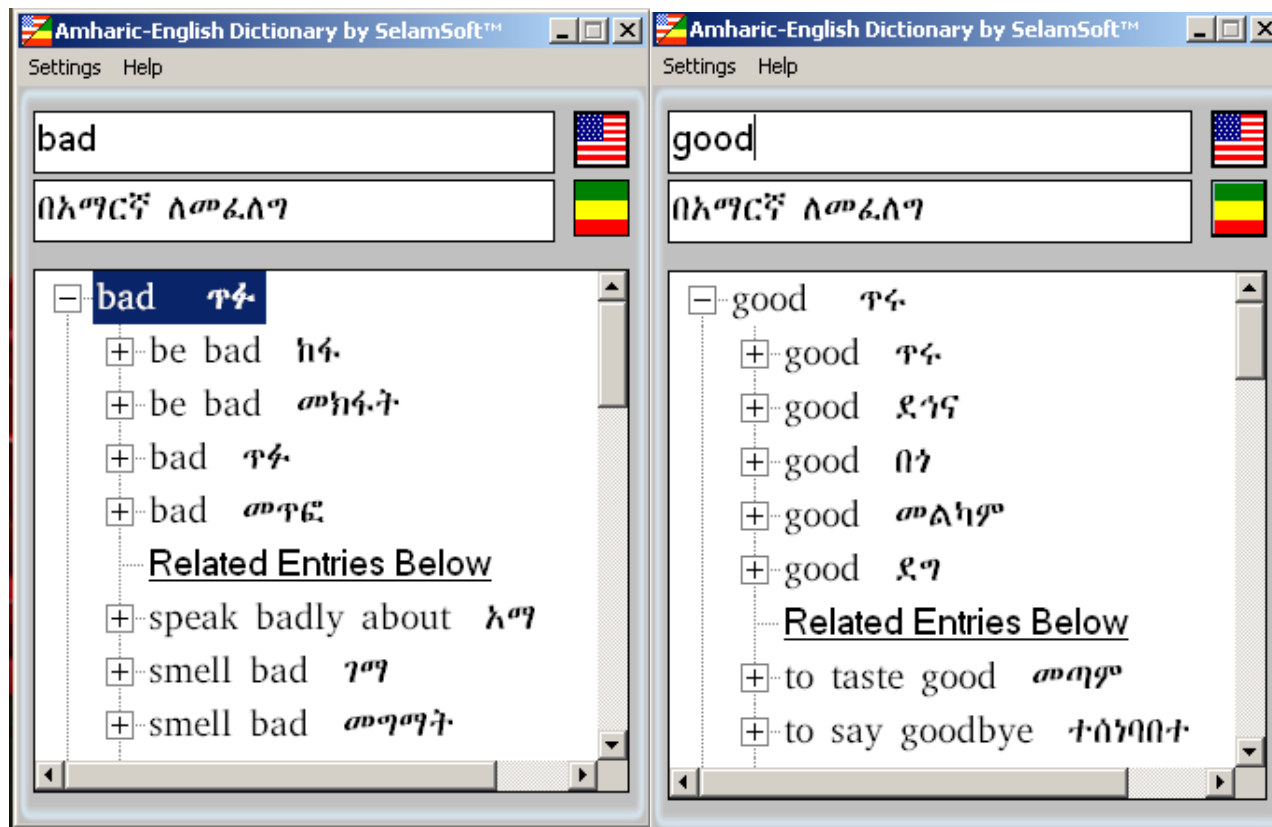 Amharic-English Dictionary by SelamSoft™
Settings Help
bad
በአማርኛ ለመፈለግ
bad ጥፉ
be bad ከፋ
be bad መክፋት
bad ጥፉ
bad መጥፎ
Related Entries Below
speak badly about አማ
smell bad ገማ
smell bad መግማት
Amharic-English Dictionary by SelamSoft™
Settings Help
good
በአማርኛ ለመፈለግ
good ጥሩ
good ጥሩ
good ደኅና
good በጎ
good መልካም
good ደግ
Related Entries Below
to taste good መጣም
to say goodbye ተሰነባበተ